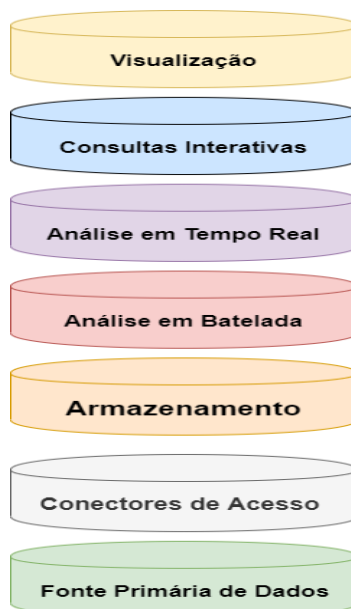 Visualização
Consultas Interativas
Análise em Tempo Real
Análise em Batelada
Armazenamento
Conectores de Acesso
Fonte Primária de Dados